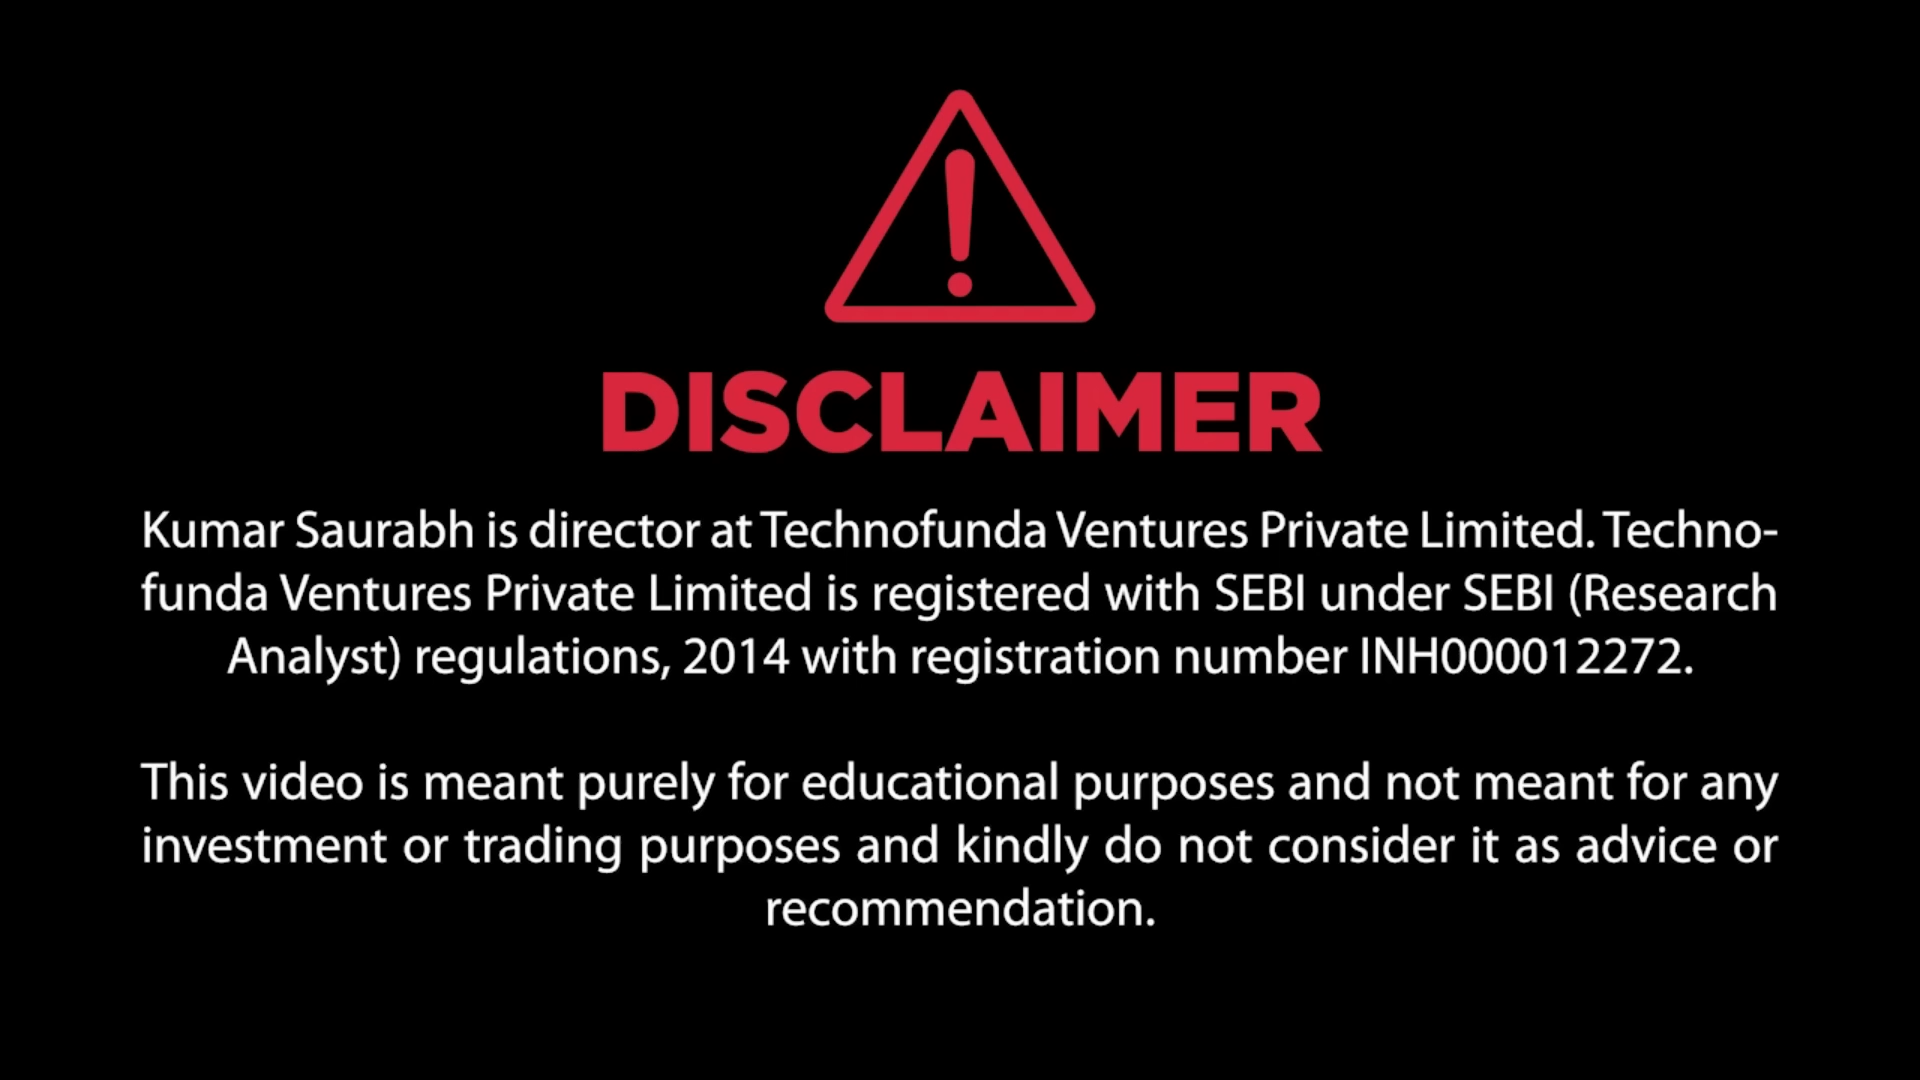 DISCLAIMER
Kumar Saurabh is director at Technofunda Ventures Private Limited. Techno-
funda Ventures Private Limited is registered with SEBI under SEBI (Research
Analyst) regulations, 2014 with registration number INH000012272.
This video is meant purely for educational purposes and not meant for any
investment or trading purposes and kindly do not consider it as advice or
recommendation.